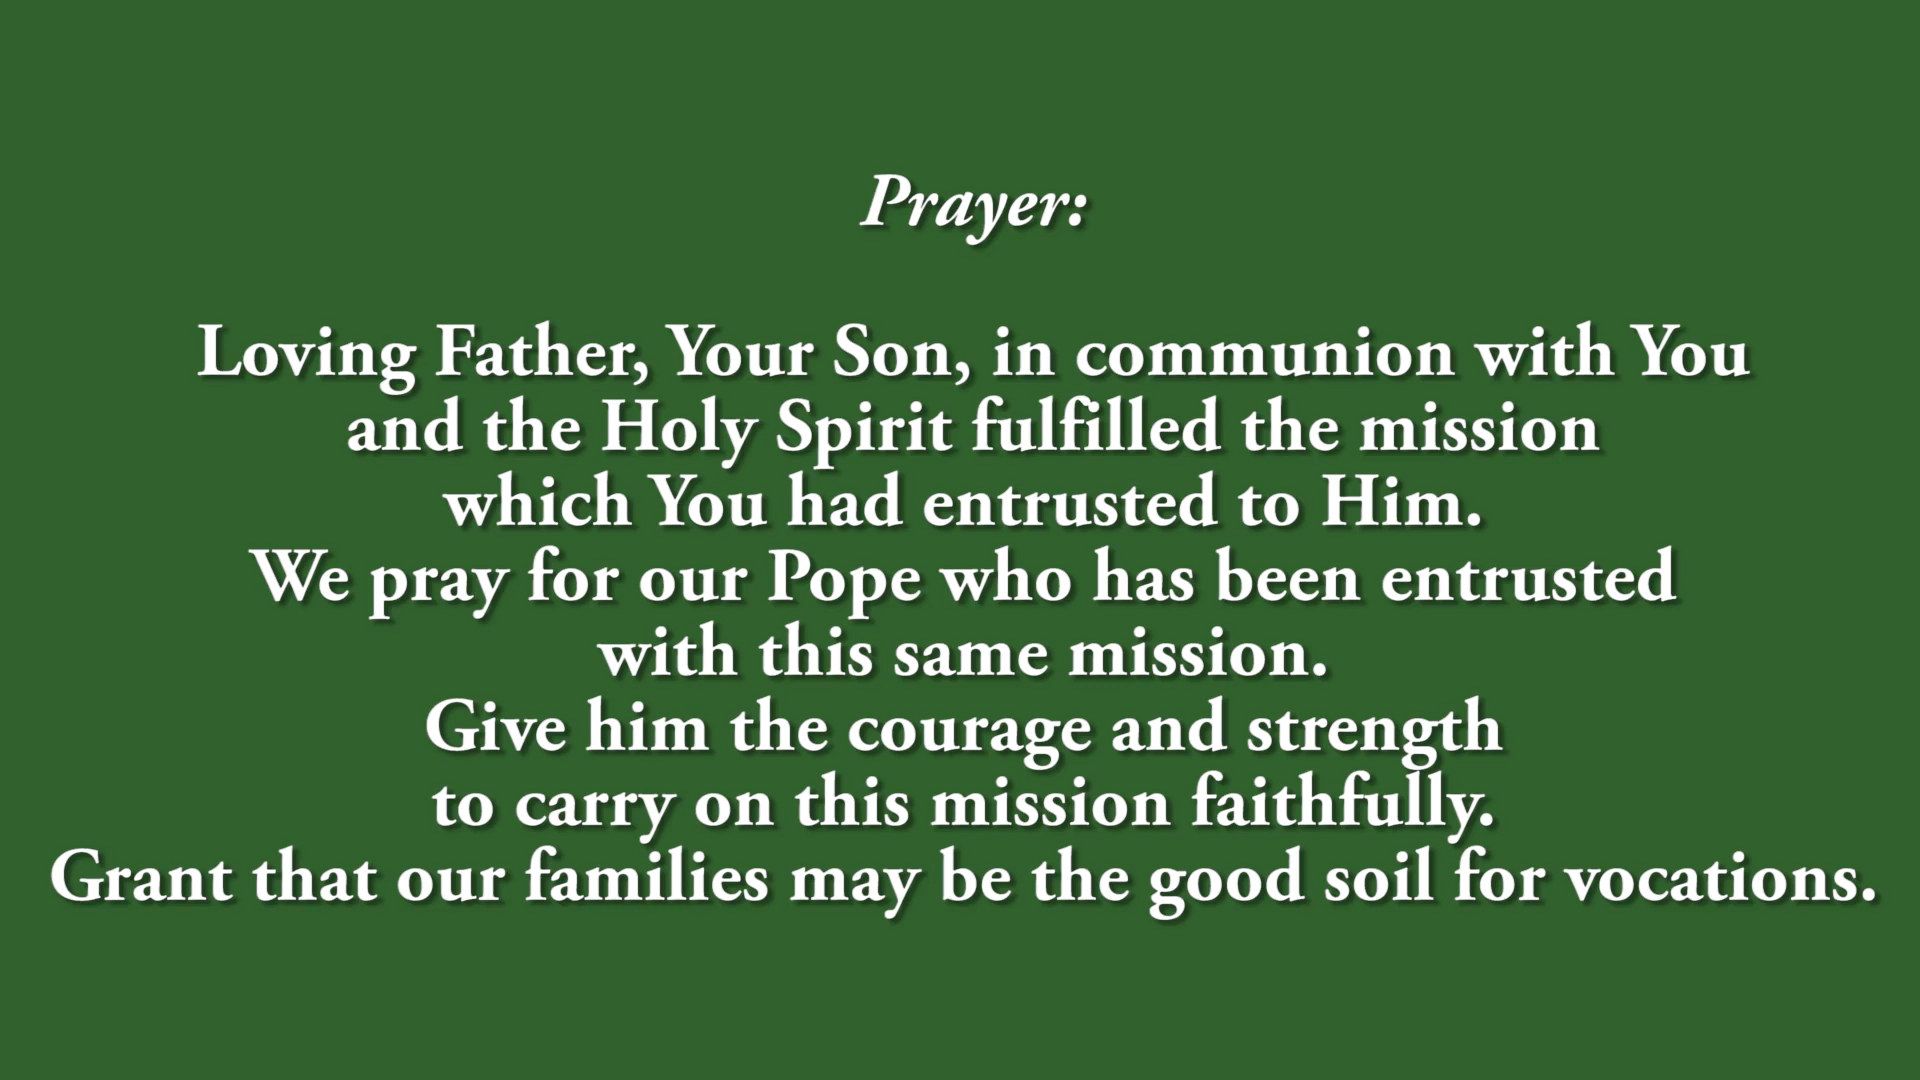 Prayer:
Loving Father, Your Son, in communion with You
and the Holy Spirit fulfilled the mission
which You had entrusted to Him.
We pray for our Pope who has been entrusted
with this same mission.
Give him the courage and strength
to carry on this mission faithfully.
Grant that our families may be the good soil for vocations.